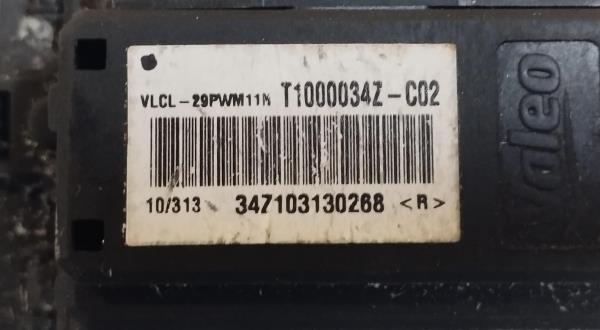 VLCL-29PWM11N T1000034Z-C02
10/313 347103130268 <R>
Valeo